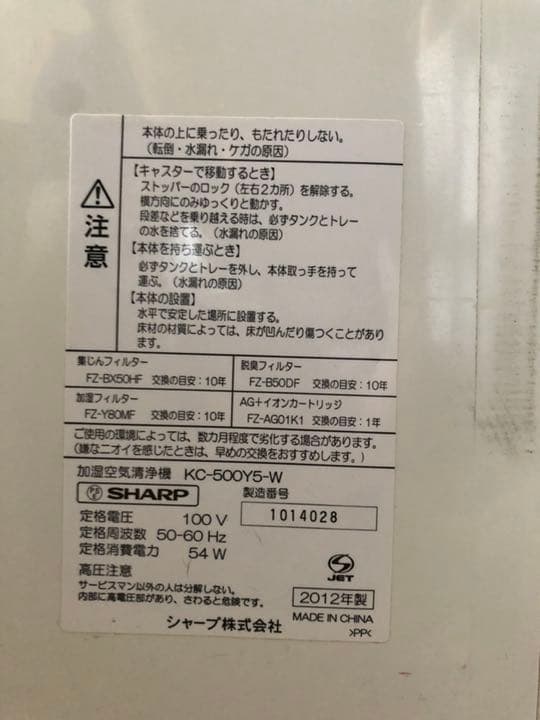 本体の上に乗ったり、もたれたりしない。
(転倒・水漏れ・ケガの原因)
注意
【キャスターで移動するとき】
ストッパーのロック(左右2カ所)を解除する。
横方向にのみゆっくりと動かす。
段差などを乗り越える時は、必ずタンクとトレー
の水を捨てる。(水漏れの原因)
【本体を持ち運ぶとき】
必ずタンクとトレーを外し、本体取っ手を持って
運ぶ。(水漏れの原因)
【本体の設置】
水平で安定した場所に設置する。
床材の材質によっては、床が凹んだり傷つくことがあり
ます。
集じんフィルター
FZ-BX50HF 交換の目安:10年
脱臭フィルター
FZ-B50DF 交換の目安:10年
加湿フィルター
FZ-Y80MF 交換の目安:10年
AG+イオンカートリッジ
FZ-AG01K1 交換の目安:1年
ご使用の環境によっては、数カ月程度で劣化する場合があります。
(嫌なニオイを感じたときは、早めの交換をおすすめします。)
加湿空気清浄機 KC-500Y5-W
SHARP
製造番号
1014028
定格電圧 100 V
定格周波数 50-60 Hz
定格消費電力 54 W
高圧注意
サービスマン以外の人は分解しない。
内部に高電圧部があり、さわると危険です。
JET
2012年製
シャープ株式会社
MADE IN CHINA
>PP<